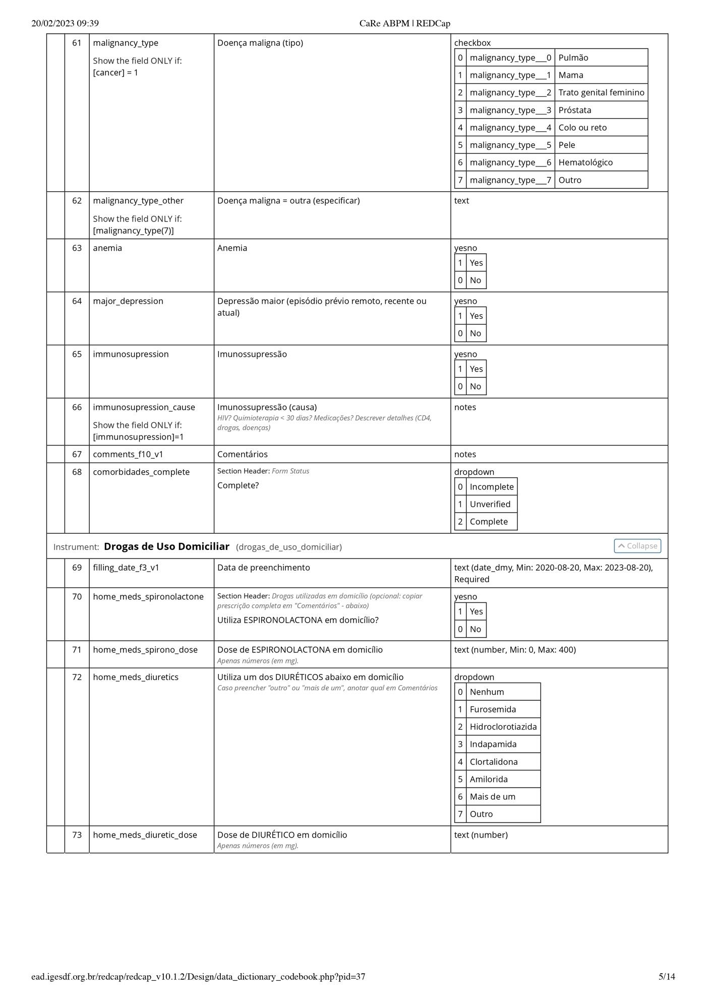 20/02/2023 09:39
CaRe ABPM | REDCap
61 malignancy_type Doença maligna (tipo) checkbox
Show the field ONLY if:
[cancer] = 1
0 malignancy_type___0 Pulmão
1 malignancy_type___1 Mama
2 malignancy_type___2 Trato genital feminino
3 malignancy_type___3 Próstata
4 malignancy_type___4 Colo ou reto
5 malignancy_type___5 Pele
6 malignancy_type___6 Hematológico
7 malignancy_type___7 Outro
62 malignancy_type_other Doença maligna = outra (especificar) text
Show the field ONLY if:
[malignancy_type(7)]
63 anemia Anemia yesno
1 Yes
0 No
64 major_depression Depressão maior (episódio prévio remoto, recente ou yesno
atual)
1 Yes
0 No
65 immunosupression Imunossupressão yesno
1 Yes
0 No
66 immunosupression_cause Imunossupressão (causa) notes
HIV? Quimioterapia < 30 dias? Medicações? Descrever detalhes (CD4,
Show the field ONLY if:
drogas, doenças)
[immunosupression]=1
67 comments_f10_v1 Comentários notes
68 comorbidades_complete Section Header: Form Status dropdown
Complete?
0 Incomplete
1 Unverified
2 Complete
Instrument: Drogas de Uso Domiciliar (drogas_de_uso_domiciliar) Collapse
69 filling_date_f3_v1 Data de preenchimento text (date_dmy, Min: 2020-08-20, Max: 2023-08-20),
Required
70 home_meds_spironolactone Section Header: Drogas utilizadas em domicílio (opcional: copiar yesno
prescrição completa em "Comentários" - abaixo)
1 Yes
Utiliza ESPIRONOLACTONA em domicílio?
0 No
71 home_meds_spirono_dose Dose de ESPIRONOLACTONA em domicílio text (number, Min: 0, Max: 400)
Apenas números (em mg).
72 home_meds_diuretics Utiliza um dos DIURÉTICOS abaixo em domicílio dropdown
Caso preencher "outro" ou "mais de um", anotar qual em Comentários
0 Nenhum
1 Furosemida
2 Hidroclorotiazida
3 Indapamida
4 Clortalidona
5 Amilorida
6 Mais de um
7 Outro
73 home_meds_diuretic_dose Dose de DIURÉTICO em domicílio text (number)
Apenas números (em mg).
ead.igesdf.org.br/redcap/redcap_v10.1.2/Design/data_dictionary_codebook.php?pid=37
5/14